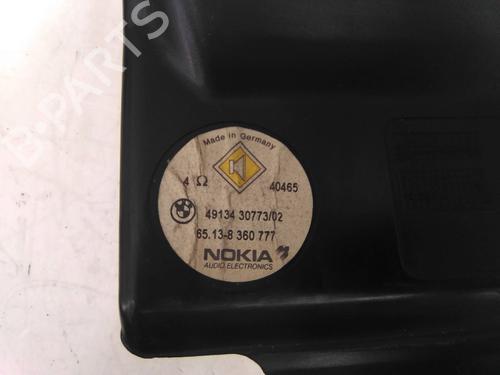 B-PARTS
Made in Germany
4 Ω
40465
49134 30773/02
65.13-8 360 777
NOKIA
AUDIO ELECTRONICS